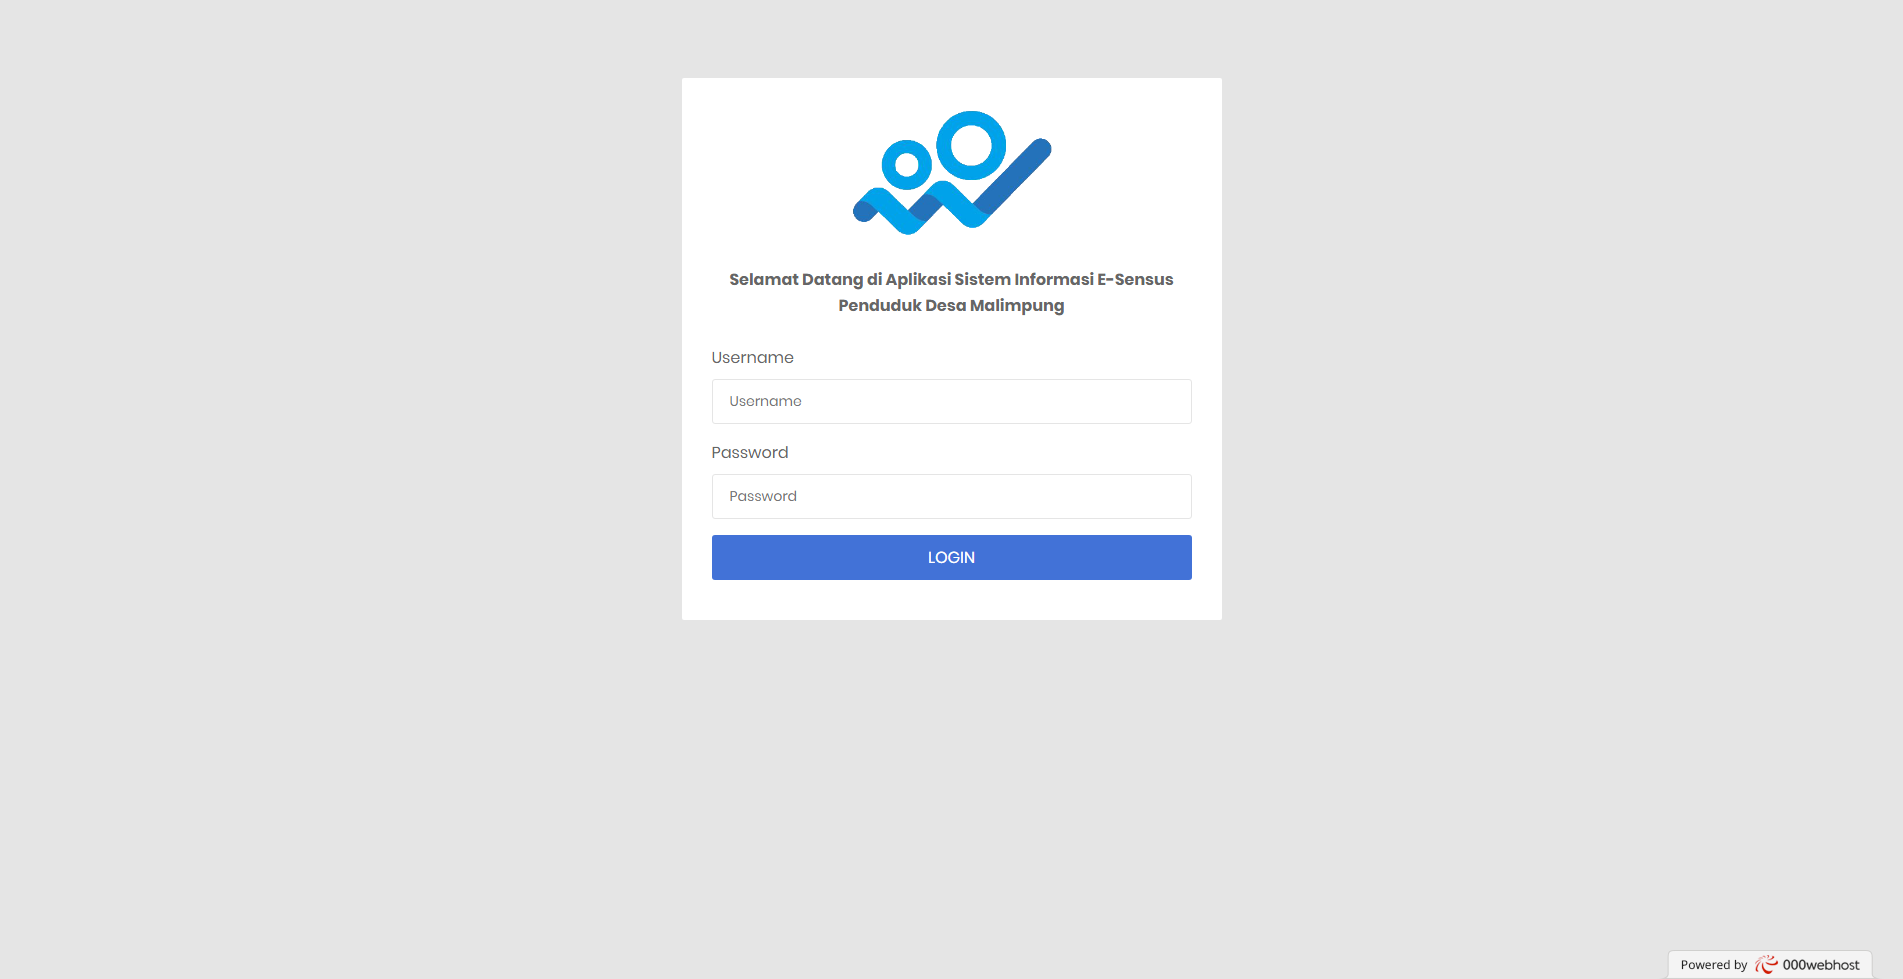 Selamat Datang di Aplikasi Sistem Informasi E-Sensus
Penduduk Desa Malimpung
Username
Username
Password
Password
LOGIN
Powered by 000webhost